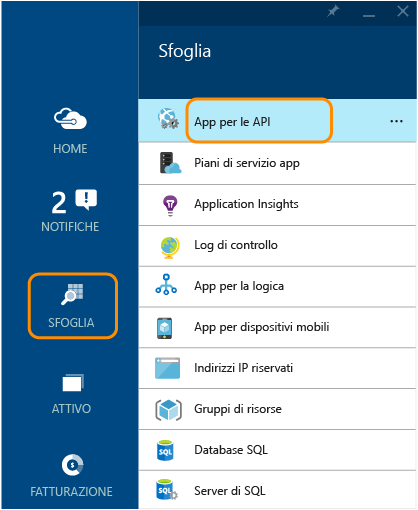 Sfoglia
HOME
2
NOTIFICHE
SFOGLIA
ATTIVO
FATTURAZIONE
App per le API
Piani di servizio app
Application Insights
Log di controllo
App per la logica
App per dispositivi mobili
Indirizzi IP riservati
Gruppi di risorse
SQL
Database SQL
SQL
Server di SQL